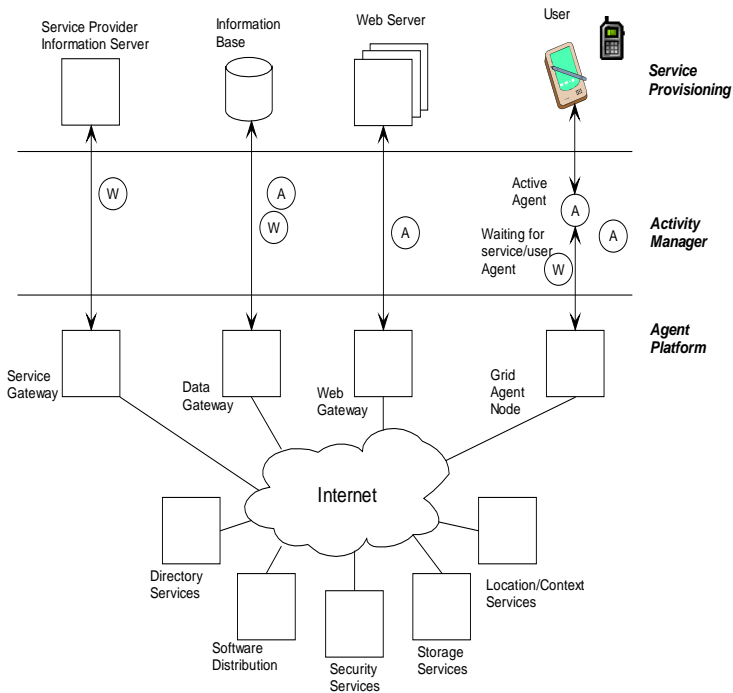 Service Provider
Information Server
Information
Base
Web Server
User
Service
Provisioning
W
A
W
A
Active
Agent
A
A
Waiting for
service/user
Agent
W
Activity
Manager
Agent
Platform
Service
Gateway
Data
Gateway
Web
Gateway
Grid
Agent
Node
Internet
Directory
Services
Software
Distribution
Security
Services
Storage
Services
Location/Context
Services